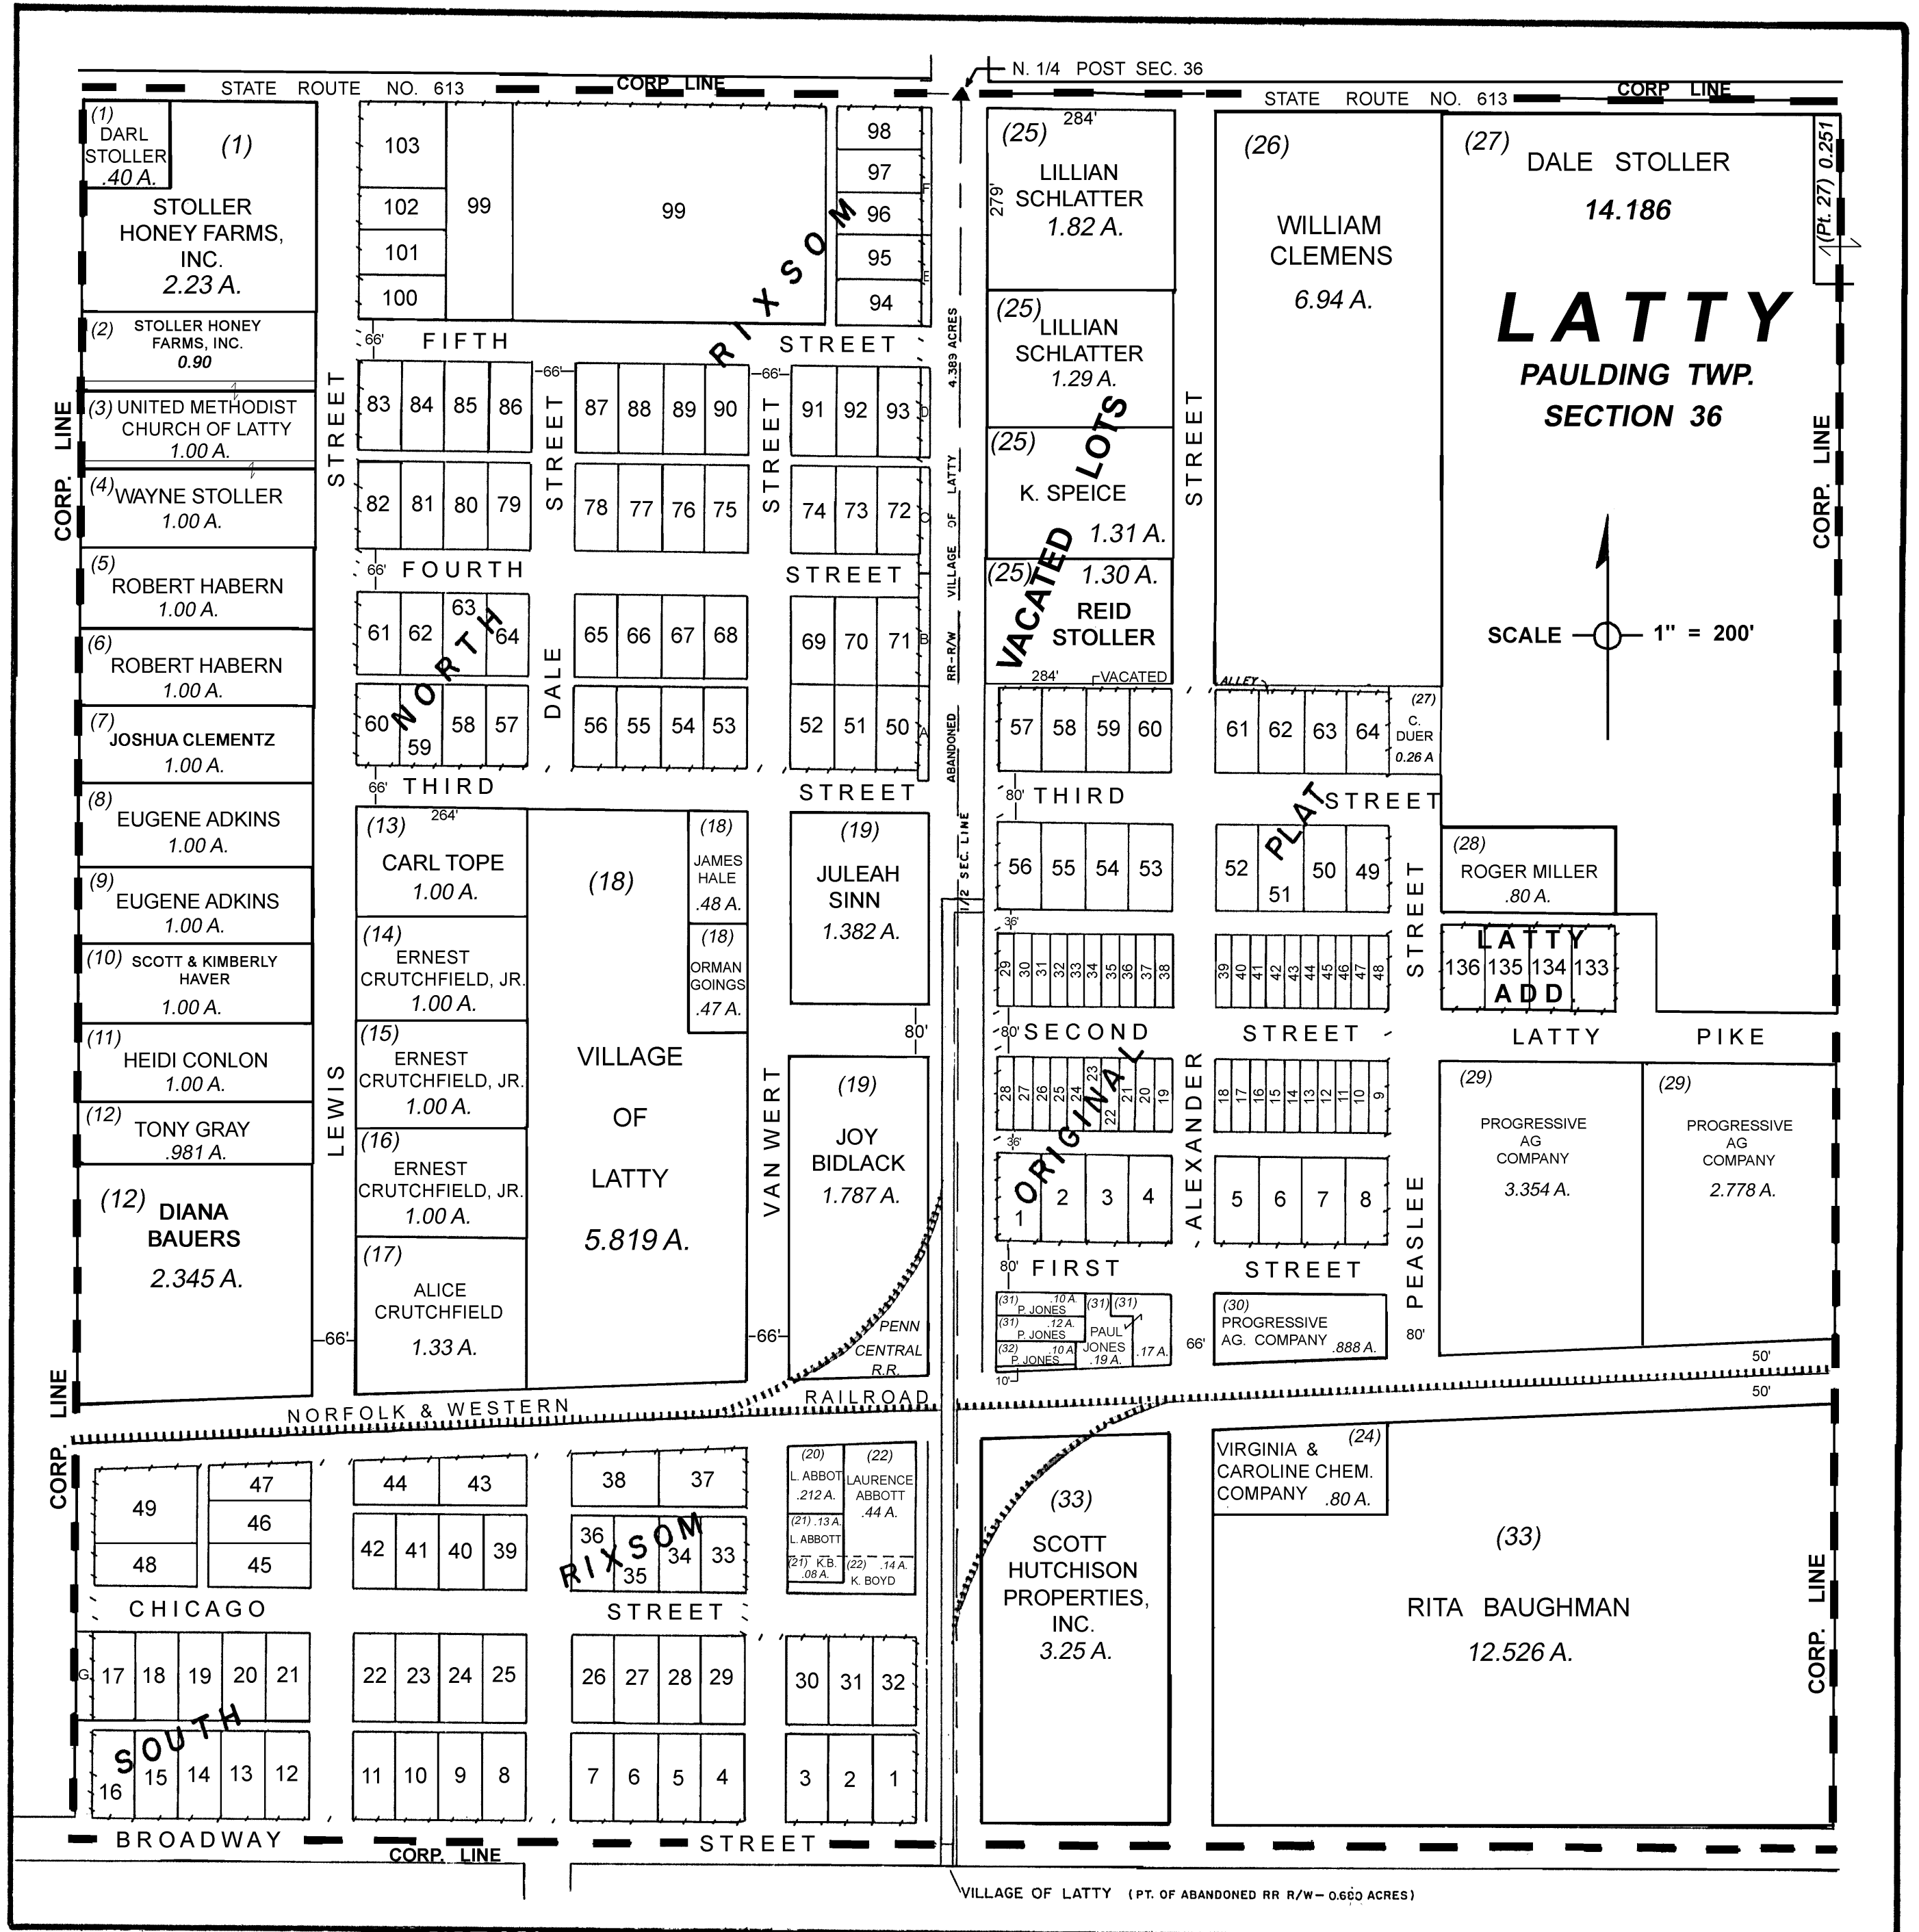 N. 1/4 POST SEC. 36
STATE ROUTE NO. 613
CORP LINE
STATE ROUTE NO. 613
CORP LINE
(1)
DARL
STOLLER
.40 A.
(1)
STOLLER
HONEY FARMS,
INC.
2.23 A.
(2)
STOLLER HONEY
FARMS, INC.
0.90
(3) UNITED METHODIST
CHURCH OF LATTY
1.00 A.
(4) WAYNE STOLLER
1.00 A.
(5)
ROBERT HABERN
1.00 A.
(6)
ROBERT HABERN
1.00 A.
(7)
JOSHUA CLEMENTZ
1.00 A.
(8)
EUGENE ADKINS
1.00 A.
(9)
EUGENE ADKINS
1.00 A.
(10) SCOTT & KIMBERLY
HAVER
1.00 A.
(11)
HEIDI CONLON
1.00 A.
(12)
TONY GRAY
.981 A.
(12)
DIANA
BAUERS
2.345 A.
CORP. LINE
CORP. LINE
STREET
LEWIS
103
102
101
100
99
99
98
97
96
95
94
F
E
RIXSOM
66'
FIFTH STREET
83 84 85 86
-66'-
87 88 89 90
-66'-
91 92 93
D
STREET
STREET
82 81 80 79
78 77 76 75
74 73 72
C
66'
FOURTH STREET
61 62 63 64
65 66 67 68
69 70 71
B
NORTH
DALE
60 59 58 57
56 55 54 53
52 51 50
A
66'
THIRD STREET
264'
(13)
CARL TOPE
1.00 A.
(14)
ERNEST
CRUTCHFIELD, JR.
1.00 A.
(15)
ERNEST
CRUTCHFIELD, JR.
1.00 A.
(16)
ERNEST
CRUTCHFIELD, JR.
1.00 A.
(17)
ALICE
CRUTCHFIELD
1.33 A.
-66'-
(18)
VILLAGE
OF
LATTY
5.819 A.
(18)
JAMES
HALE
.48 A.
(18)
ORMAN
GOINGS
.47 A.
VAN WERT
-66'-
(19)
JULEAH
SINN
1.382 A.
80'
(19)
JOY
BIDLACK
1.787 A.
PENN
CENTRAL
R.R.
NORFOLK & WESTERN RAILROAD
1/2 SEC. LINE ABANDONED RR-R/W VILLAGE OF LATTY 4.389 ACRES
(25)
284'
279'
LILLIAN
SCHLATTER
1.82 A.
(25)
LILLIAN
SCHLATTER
1.29 A.
(25)
K. SPEICE
1.31 A.
(25)
1.30 A.
REID
STOLLER
284'
VACATED
VACATED LOTS
STREET
(26)
WILLIAM
CLEMENS
6.94 A.
ALLEY
(27)
DALE STOLLER
14.186
(Pt. 27) 0.251
LATTY
PAULDING TWP.
SECTION 36
SCALE 1" = 200'
CORP. LINE
57 58 59 60
61 62 63 64
(27)
C.
DUER
0.26 A
80'
THIRD STREET
56 55 54 53
52 51 50 49
PLAT
STREET
(28)
ROGER MILLER
.80 A.
36'
29 30 31 32 33 34 35 36 37 38
39 40 41 42 43 44 45 46 47 48
LATTY
136 135 134 133
ADD.
80'
SECOND STREET
LATTY PIKE
28 27 26 25 24 23 22 21 20 19
18 17 16 15 14 13 12 11 10 9
36'
ORIGINAL
ALEXANDER
1 2 3 4
5 6 7 8
PEASLEE
(29)
PROGRESSIVE
AG
COMPANY
3.354 A.
(29)
PROGRESSIVE
AG
COMPANY
2.778 A.
80'
FIRST STREET
(31) .10 A.
P. JONES
(31) .12 A.
P. JONES
(32) .10 A
P. JONES
10'
(31)
PAUL
JONES
.19 A.
(31)
.17 A.
66'
(30)
PROGRESSIVE
AG. COMPANY .888 A.
80'
50'
50'
49
48
47
46
45
44 43
42 41 40 39
38 37
36 35 34 33
RIXSOM
(20)
L. ABBOT
.212 A.
(21) .13 A.
L. ABBOTT
(21) K.B.
.08 A.
(22)
LAURENCE
ABBOTT
.44 A.
(22) .14 A.
K. BOYD
CHICAGO STREET
G
17 18 19 20 21
22 23 24 25
26 27 28 29
30 31 32
SOUTH
16 15 14 13 12
11 10 9 8
7 6 5 4
3 2 1
(33)
SCOTT
HUTCHISON
PROPERTIES,
INC.
3.25 A.
VIRGINIA & (24)
CAROLINE CHEM.
COMPANY .80 A.
(33)
RITA BAUGHMAN
12.526 A.
CORP. LINE
BROADWAY STREET
CORP. LINE
VILLAGE OF LATTY (PT. OF ABANDONED RR R/W- ACRES)